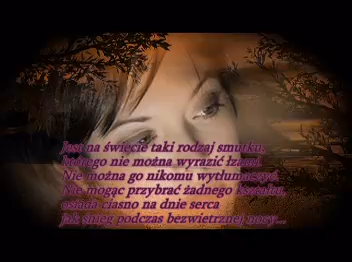 Jest na świecie taki rodzaj smutku,
którego nie można wyrazić łzami.
Nie można go nikomu wytłumaczyć.
Nie mogąc przybrać żadnego kształtu,
osiada ciasno na dnie serca
jak śnieg podczas bezwietrznej nocy...